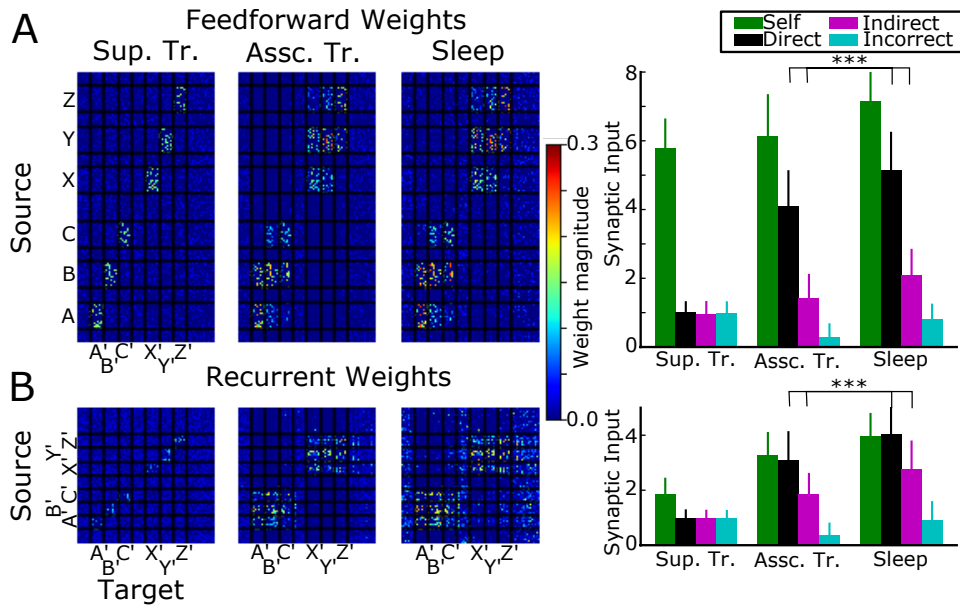 A
Feedforward Weights
Sup. Tr.
Assc. Tr.
Sleep
Source
Z
Y
X
C
B
A
A' B' C' X' Y' Z'
0.3
Weight magnitude
0.0
Self
Direct
Indirect
Incorrect
***
Synaptic Input
8
6
4
2
0
Sup. Tr.
Assc. Tr.
Sleep
B
Recurrent Weights
Source
A' B' C' X' Y' Z'
A' B' C' X' Y' Z'
A' B' C' X' Y' Z'
A' B' C' X' Y' Z'
Target
***
Synaptic Input
4
2
0
Sup. Tr.
Assc. Tr.
Sleep